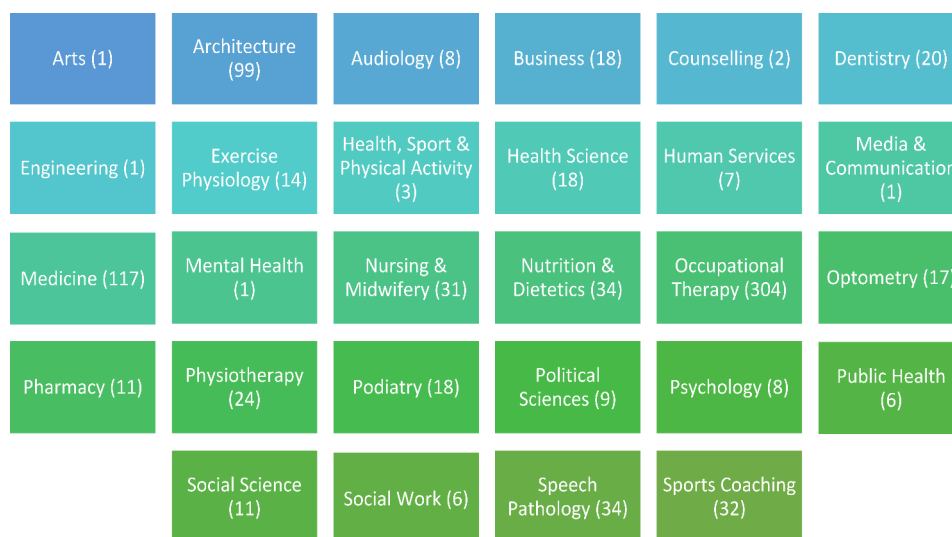 Arts (1)
Architecture
(99)
Audiology (8)
Business (18)
Counselling (2)
Dentistry (20)
Engineering (1)
Exercise
Physiology (14)
Health, Sport &
Physical Activity
(3)
Health Science
(18)
Human Services
(7)
Media &
Communication
(1)
Medicine (117)
Mental Health
(1)
Nursing &
Midwifery (31)
Nutrition &
Dietetics (34)
Occupational
Therapy (304)
Optometry (17)
Pharmacy (11)
Physiotherapy
(24)
Podiatry (18)
Political
Sciences (9)
Psychology (8)
Public Health
(6)
Social Science
(11)
Social Work (6)
Speech
Pathology (34)
Sports Coaching
(32)